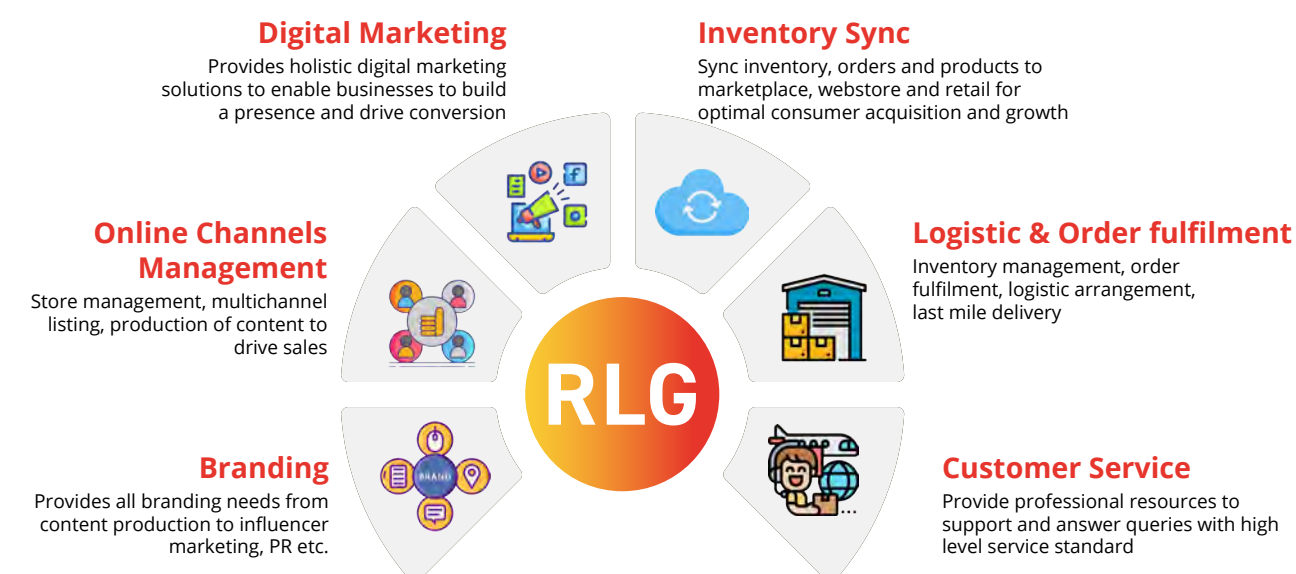 Digital Marketing
Provides holistic digital marketing
solutions to enable businesses to build
a presence and drive conversion
Inventory Sync
Sync inventory, orders and products to
marketplace, webstore and retail for
optimal consumer acquisition and growth
Online Channels
Management
Store management, multichannel
listing, production of content to
drive sales
Logistic & Order fulfilment
Inventory management, order
fulfilment, logistic arrangement,
last mile delivery
RLG
Branding
Provides all branding needs from
content production to influencer
marketing, PR etc.
BRAND
Customer Service
Provide professional resources to
support and answer queries with high
level service standard